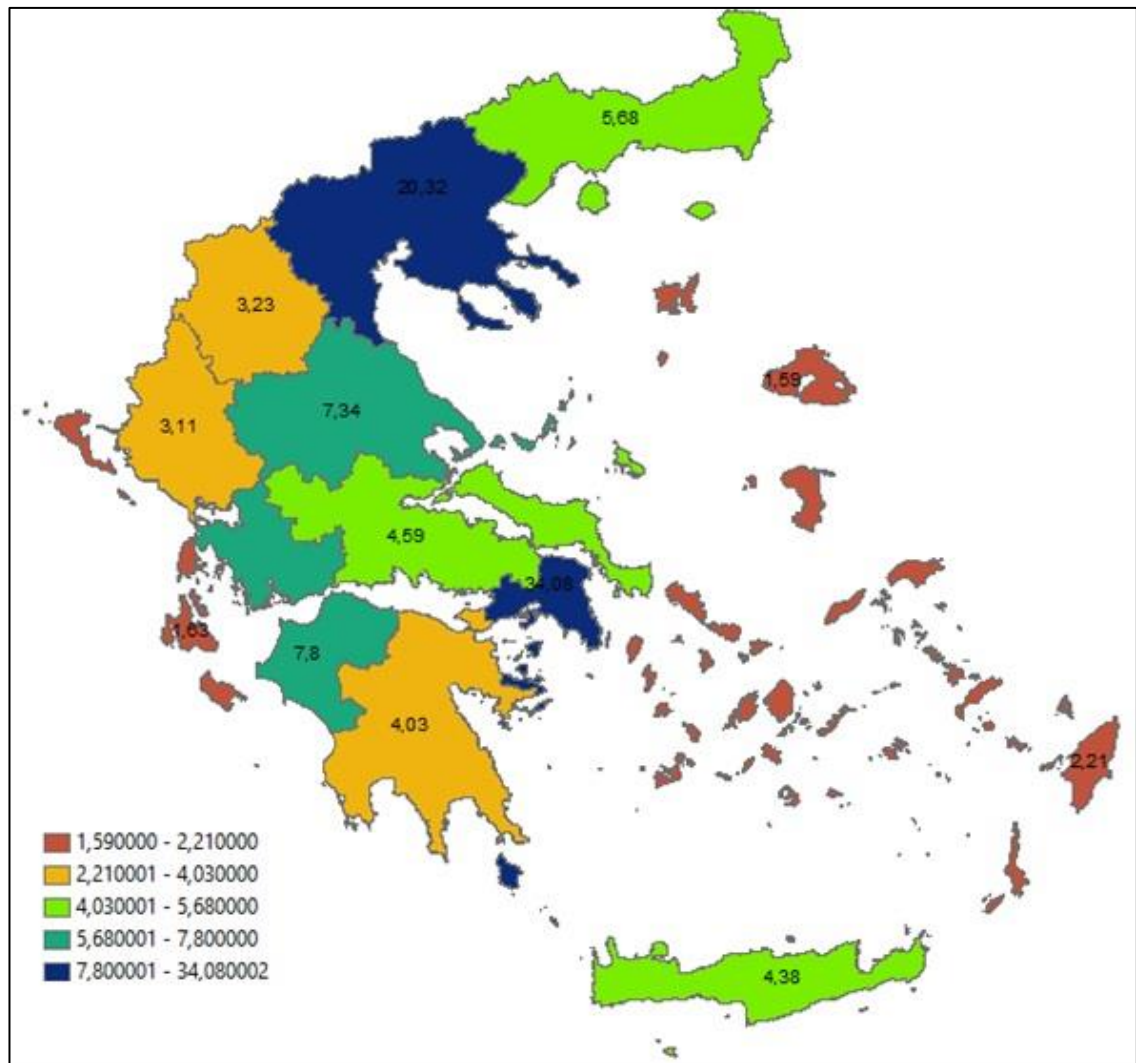 5,68
20,32
3,23
1,59
7,34
3,11
4,59
34,08
1,63
7,8
4,03
2,21
1,590000 - 2,210000
2,210001 - 4,030000
4,030001 - 5,680000
5,680001 - 7,800000
7,800001 - 34,080002
4,38